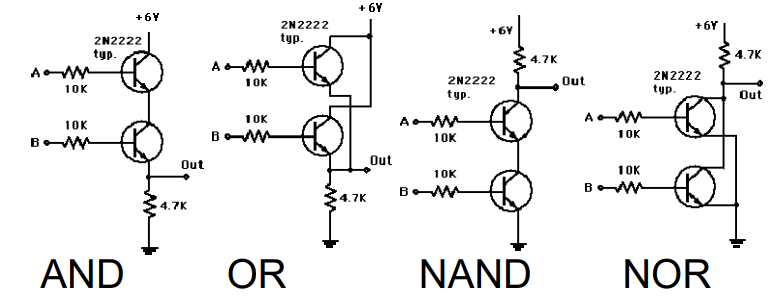 +6V
2N2222
typ.
A
10K
10K
B
Out
4.7K
AND
+6V
2N2222
typ.
A
10K
10K
B
Out
4.7K
OR
+6V
4.7K
Out
2N2222
typ.
A
10K
10K
B
NAND
+6V
4.7K
Out
2N2222
typ.
A
10K
10K
B
NOR